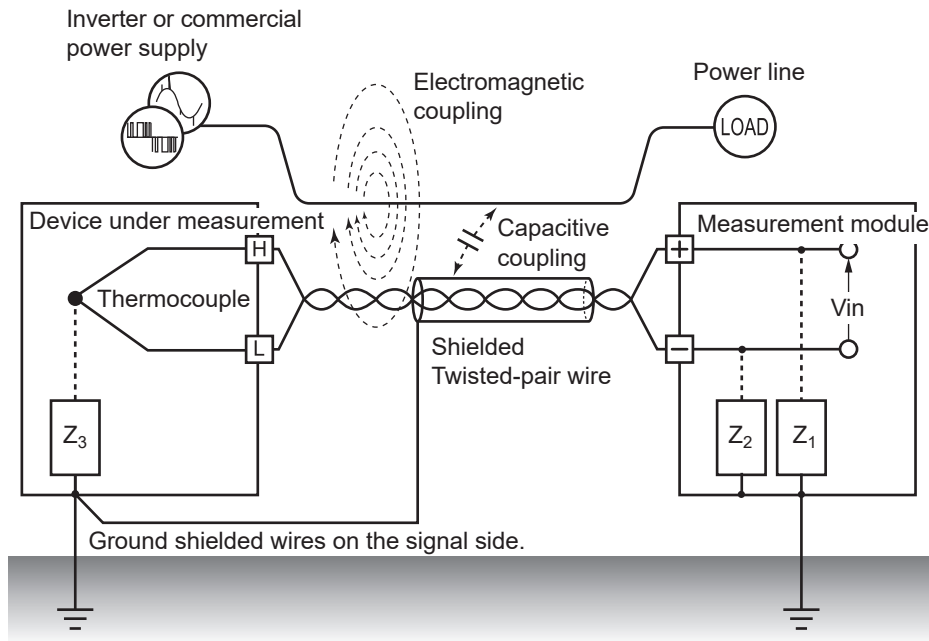 Inverter or commercial
power supply
Electromagnetic
coupling
Power line
LOAD
Device under measurement
Measurement module
H
Capacitive
coupling
+
Thermocouple
Vin
L
−
Shielded
Twisted-pair wire
Z3
Z2
Z1
Ground shielded wires on the signal side.